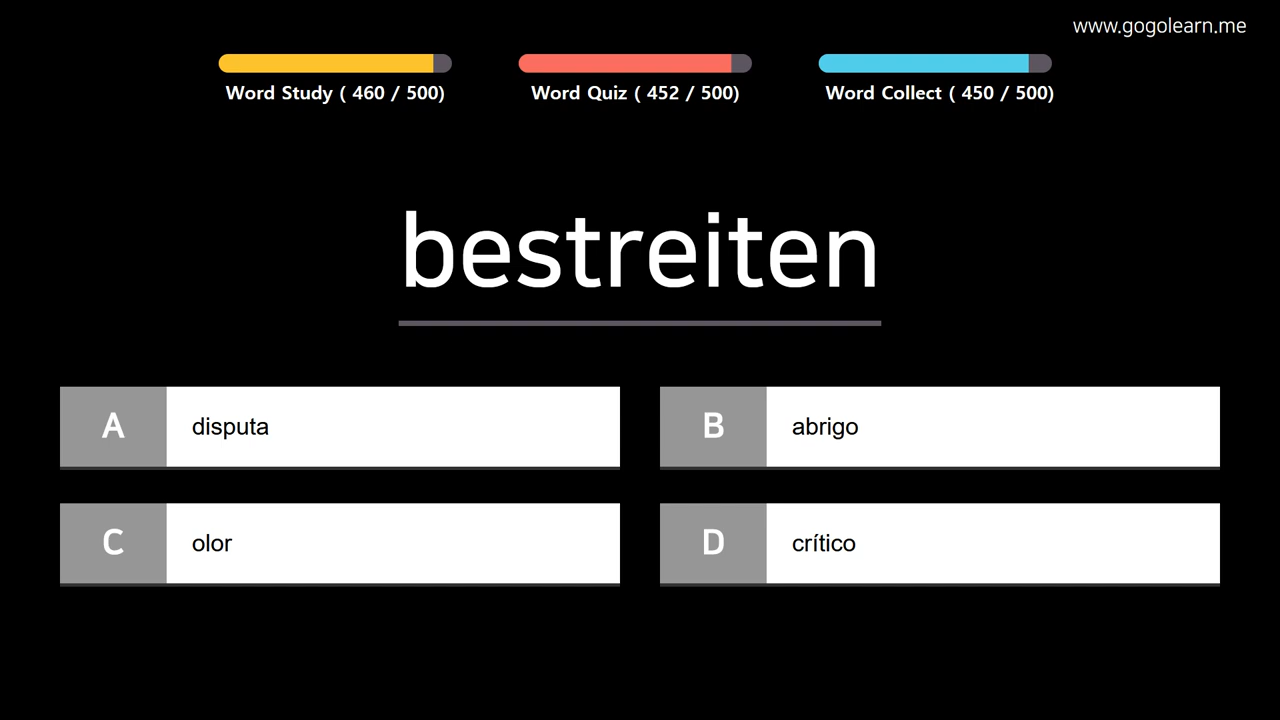 www.gogolearn.me
Word Study ( 460 / 500)
Word Quiz ( 452 / 500)
Word Collect ( 450 / 500)
bestreiten
A disputa
B abrigo
C olor
D crítico